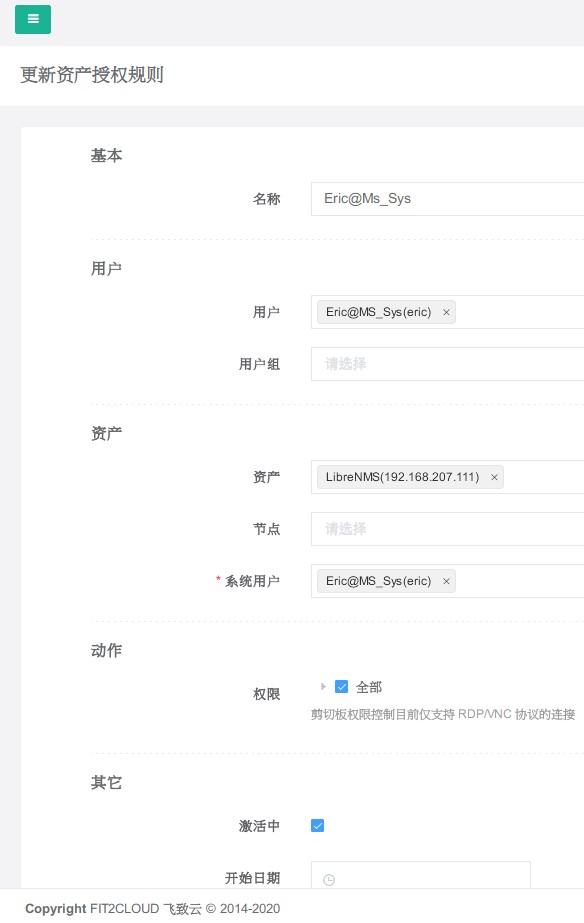 更新资产授权规则
基本
名称 Eric@Ms_Sys
用户
用户 Eric@MS_Sys(eric) ×
用户组 请选择
资产
资产 LibreNMS(192.168.207.111) ×
节点 请选择
* 系统用户 Eric@MS_Sys(eric) ×
动作
权限 全部
剪切板权限控制目前仅支持 RDP/VNC 协议的连接
其它
激活中
开始日期
Copyright FIT2CLOUD 飞致云 © 2014-2020